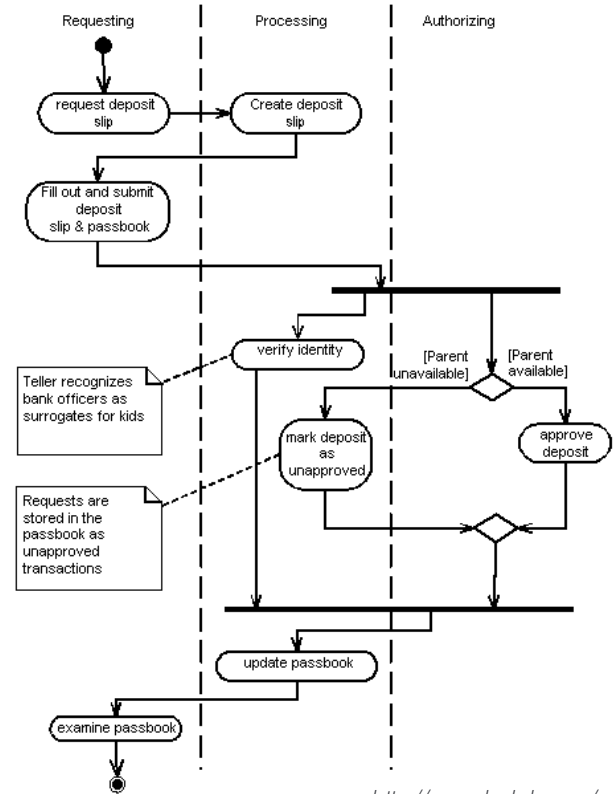 Requesting
Processing
Authorizing
request deposit
slip
Create deposit
slip
Fill out and submit
deposit
slip & passbook
verify identity
[Parent
unavailable]
[Parent
available]
Teller recognizes
bank officers as
surrogates for kids
mark deposit
as
unapproved
approve
deposit
Requests are
stored in the
passbook as
unapproved
transactions
update passbook
examine passbook